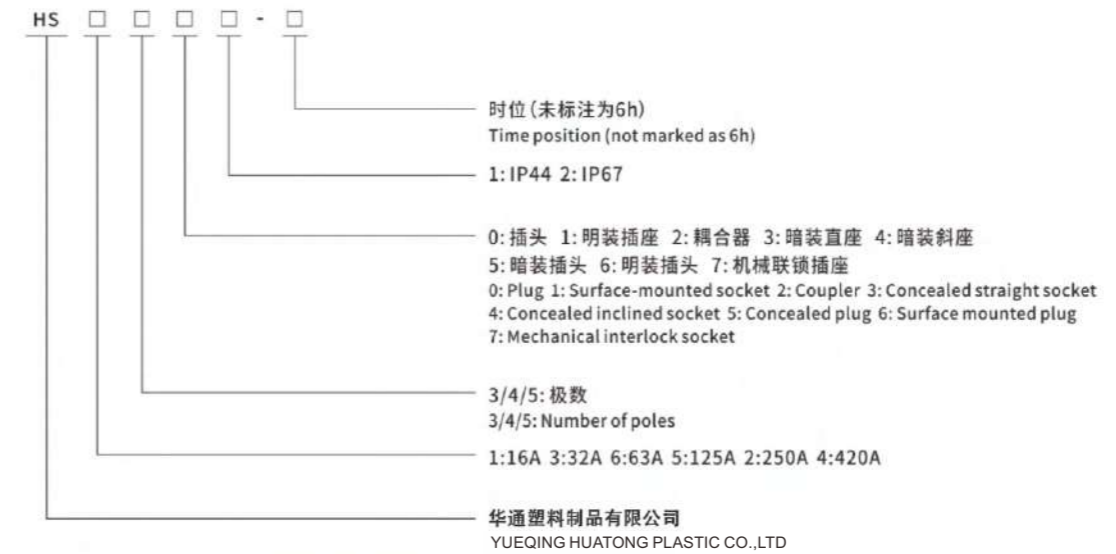 HS □ □ □ □ - □
时位(未标注为6h)
Time position (not marked as 6h)
1: IP44 2: IP67
0: 插头 1: 明装插座 2: 耦合器 3: 暗装直座 4: 暗装斜座
5: 暗装插头 6: 明装插头 7: 机械联锁插座
0: Plug 1: Surface-mounted socket 2: Coupler 3: Concealed straight socket
4: Concealed inclined socket 5: Concealed plug 6: Surface mounted plug
7: Mechanical interlock socket
3/4/5: 极数
3/4/5: Number of poles
1:16A 3:32A 6:63A 5:125A 2:250A 4:420A
华通塑料制品有限公司
YUEQING HUATONG PLASTIC CO.,LTD